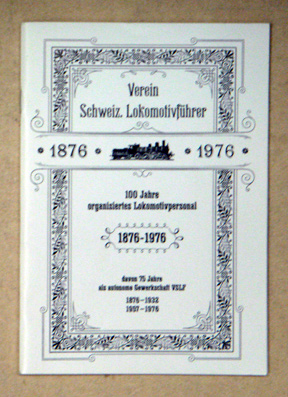 Verein
Schweiz. Lokomotivführer
• 1876 • • 1976 •
100 Jahre
organisiertes Lokomotivpersonal
1876-1976
davon 75 Jahre
als autonome Gewerkschaft VSLF
1876-1932
1957-1976